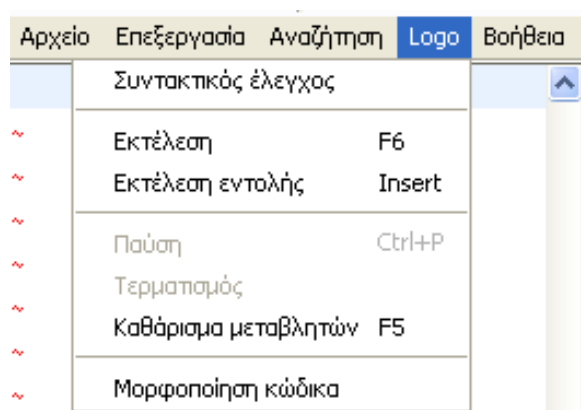 Αρχείο Επεξεργασία Αναζήτηση Logo Βοήθεια
Συντακτικός έλεγχος
Εκτέλεση F6
Εκτέλεση εντολής Insert
Παύση Ctrl+P
Τερματισμός
Καθάρισμα μεταβλητών F5
Μορφοποίηση κώδικα